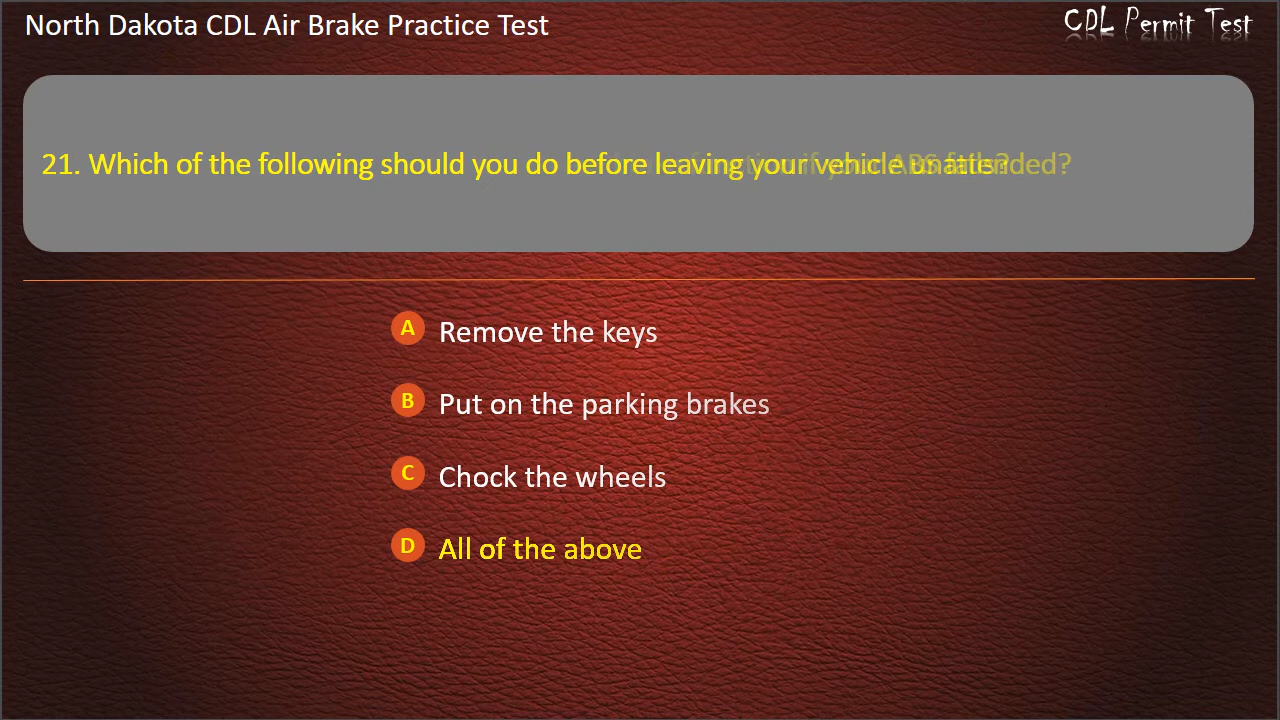 North Dakota CDL Air Brake Practice Test
CDL Permit Test
21. Which of the following should you do before leaving your vehicle unattended?
A Remove the keys
B Put on the parking brakes
C Chock the wheels
D All of the above